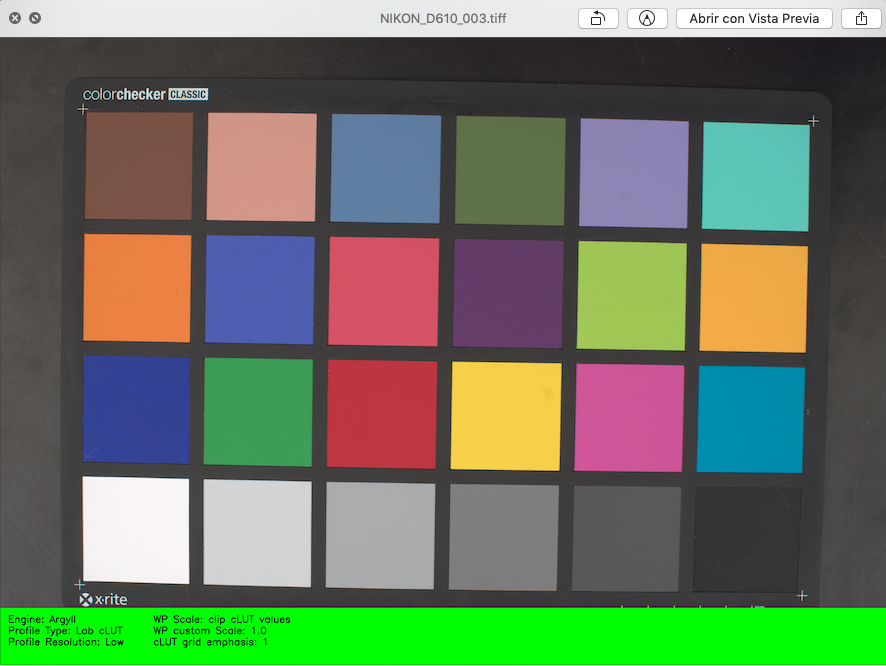 NIKON_D610_003.tiff
Abrir con Vista Previa
colorchecker CLASSIC
x·rite
Engine: Argyll
Profile Type: Lab cLUT
Profile Resolution: Low
WP Scale: clip cLUT values
WP custom Scale: 1.0
cLUT grid emphasis: 1